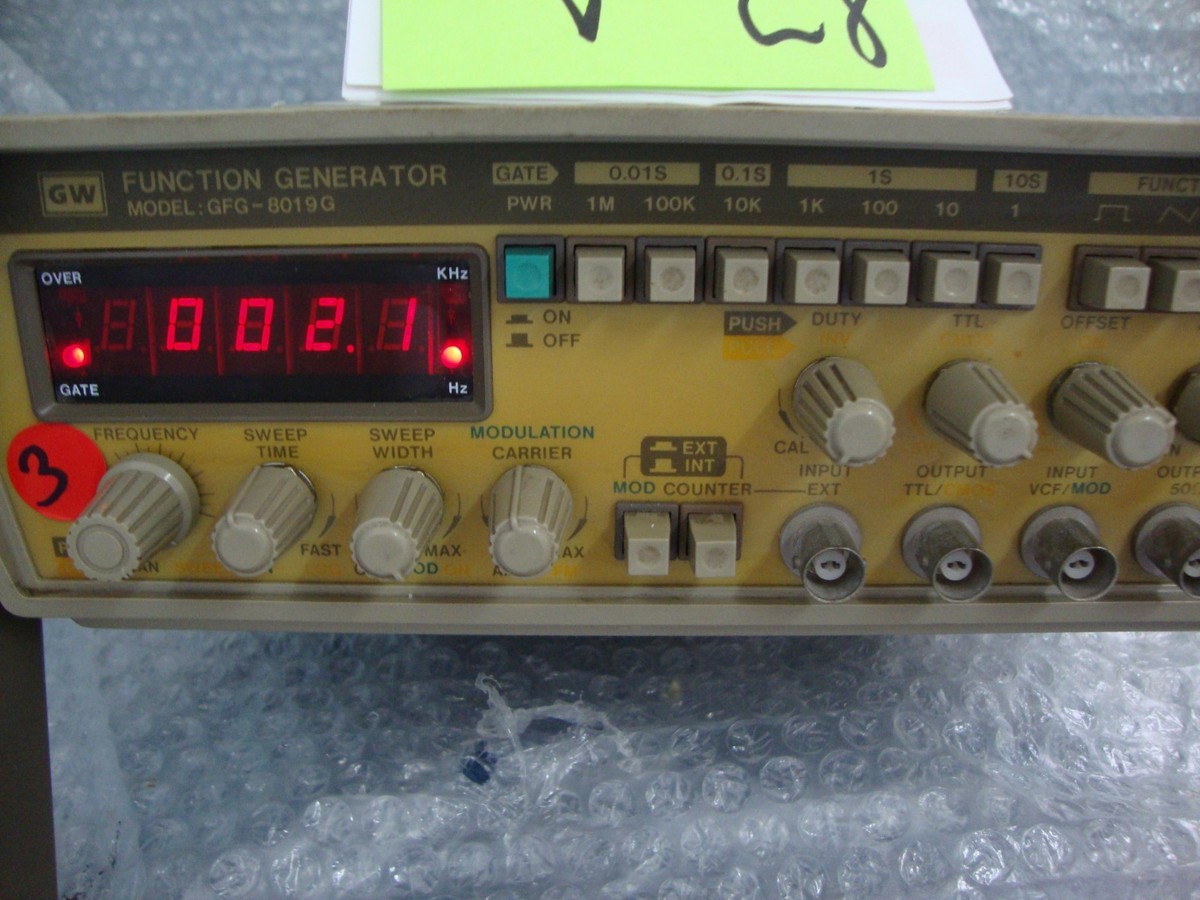 GW
FUNCTION GENERATOR
MODEL: GFG-8019G
GATE 0.01S 0.1S 1S 10S FUNCT
PWR 1M 100K 10K 1K 100 10 1
OVER KHz
002.1
GATE Hz
ON
OFF
PUSH DUTY TTL OFFSET
3
FREQUENCY
SWEEP TIME
SWEEP WIDTH
MODULATION
CARRIER
FAST MAX
EXT
INT
MOD COUNTER
CAL
INPUT
EXT
OUTPUT
TTL/CMOS
INPUT
VCF/MOD